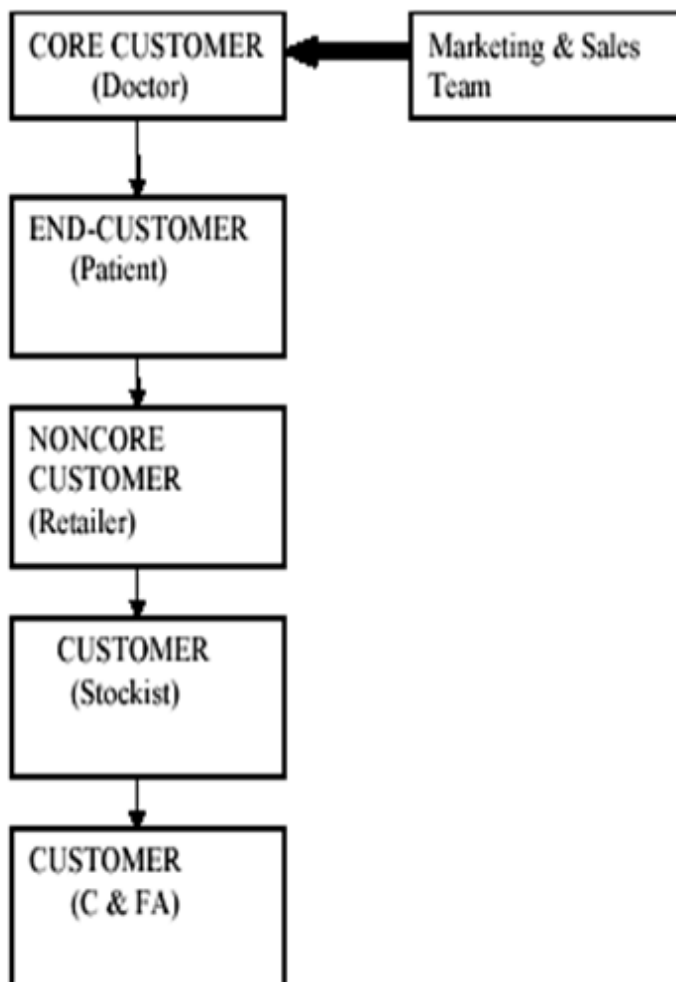 CORE CUSTOMER
(Doctor)
Marketing & Sales
Team
END-CUSTOMER
(Patient)
NONCORE
CUSTOMER
(Retailer)
CUSTOMER
(Stockist)
CUSTOMER
(C & FA)